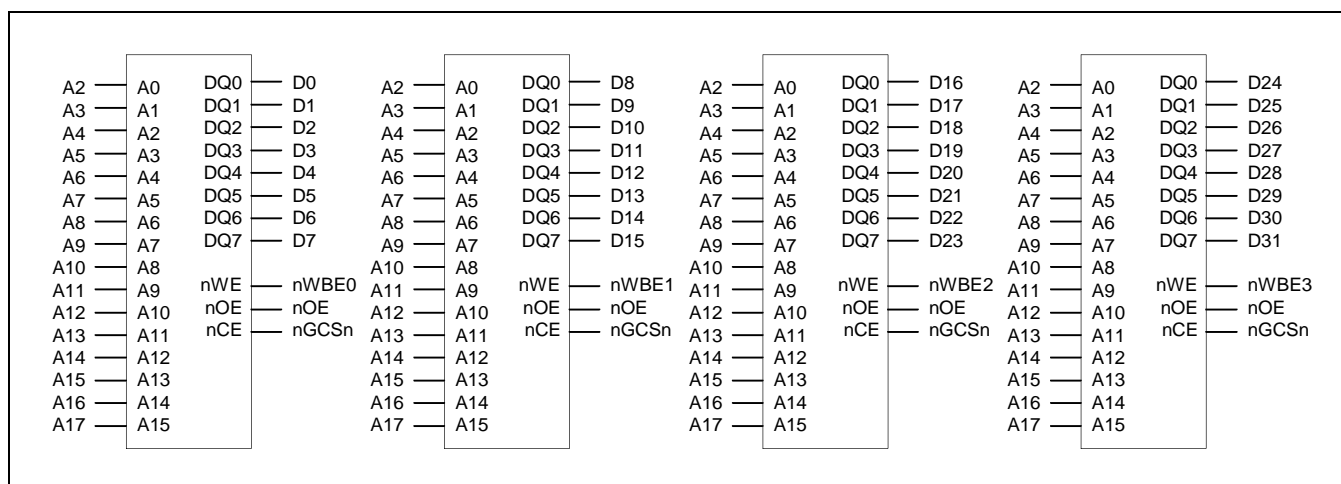 A2 A0 DQ0 D0 A2 A0 DQ0 D8 A2 A0 DQ0 D16 A2 A0 DQ0 D24
A3 A1 DQ1 D1 A3 A1 DQ1 D9 A3 A1 DQ1 D17 A3 A1 DQ1 D25
A4 A2 DQ2 D2 A4 A2 DQ2 D10 A4 A2 DQ2 D18 A4 A2 DQ2 D26
A5 A3 DQ3 D3 A5 A3 DQ3 D11 A5 A3 DQ3 D19 A5 A3 DQ3 D27
A6 A4 DQ4 D4 A6 A4 DQ4 D12 A6 A4 DQ4 D20 A6 A4 DQ4 D28
A7 A5 DQ5 D5 A7 A5 DQ5 D13 A7 A5 DQ5 D21 A7 A5 DQ5 D29
A8 A6 DQ6 D6 A8 A6 DQ6 D14 A8 A6 DQ6 D22 A8 A6 DQ6 D30
A9 A7 DQ7 D7 A9 A7 DQ7 D15 A9 A7 DQ7 D23 A9 A7 DQ7 D31
A10 A8 A10 A8 A10 A8 A10 A8
A11 A9 nWE nWBE0 A11 A9 nWE nWBE1 A11 A9 nWE nWBE2 A11 A9 nWE nWBE3
A12 A10 nOE nOE A12 A10 nOE nOE A12 A10 nOE nOE A12 A10 nOE nOE
A13 A11 nCE nGCSn A13 A11 nCE nGCSn A13 A11 nCE nGCSn A13 A11 nCE nGCSn
A14 A12 A14 A12 A14 A12 A14 A12
A15 A13 A15 A13 A15 A13 A15 A13
A16 A14 A16 A14 A16 A14 A16 A14
A17 A15 A17 A15 A17 A15 A17 A15